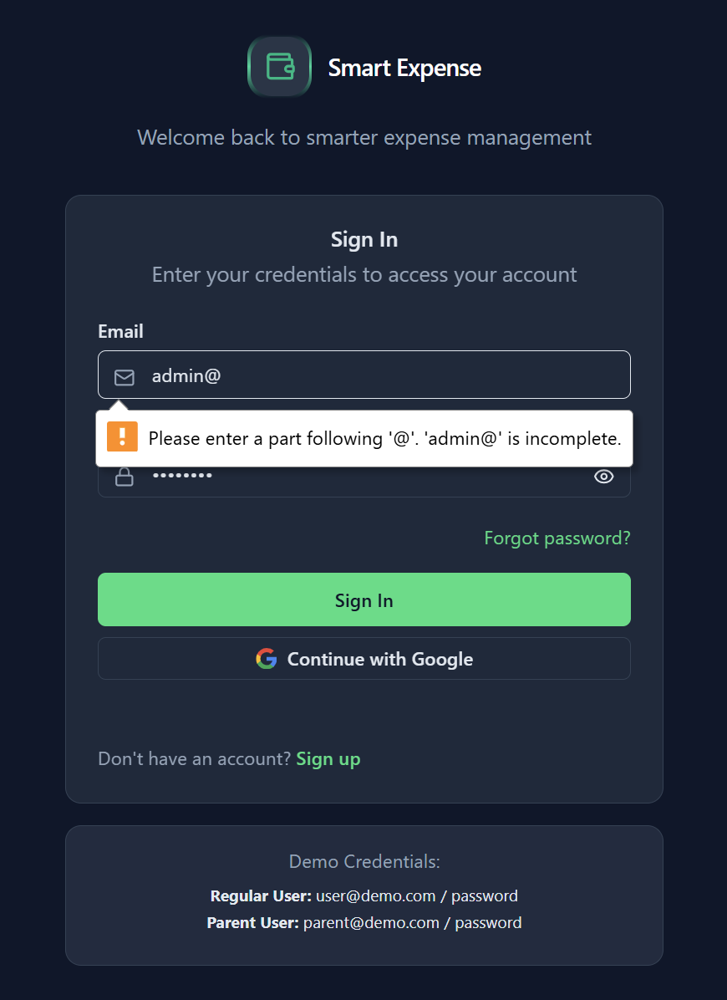 Smart Expense
Welcome back to smarter expense management
Sign In
Enter your credentials to access your account
Email
admin@
Please enter a part following '@'. 'admin@' is incomplete.
••••••••
Forgot password?
Sign In
Continue with Google
Don't have an account? Sign up
Demo Credentials:
Regular User: user@demo.com / password
Parent User: parent@demo.com / password